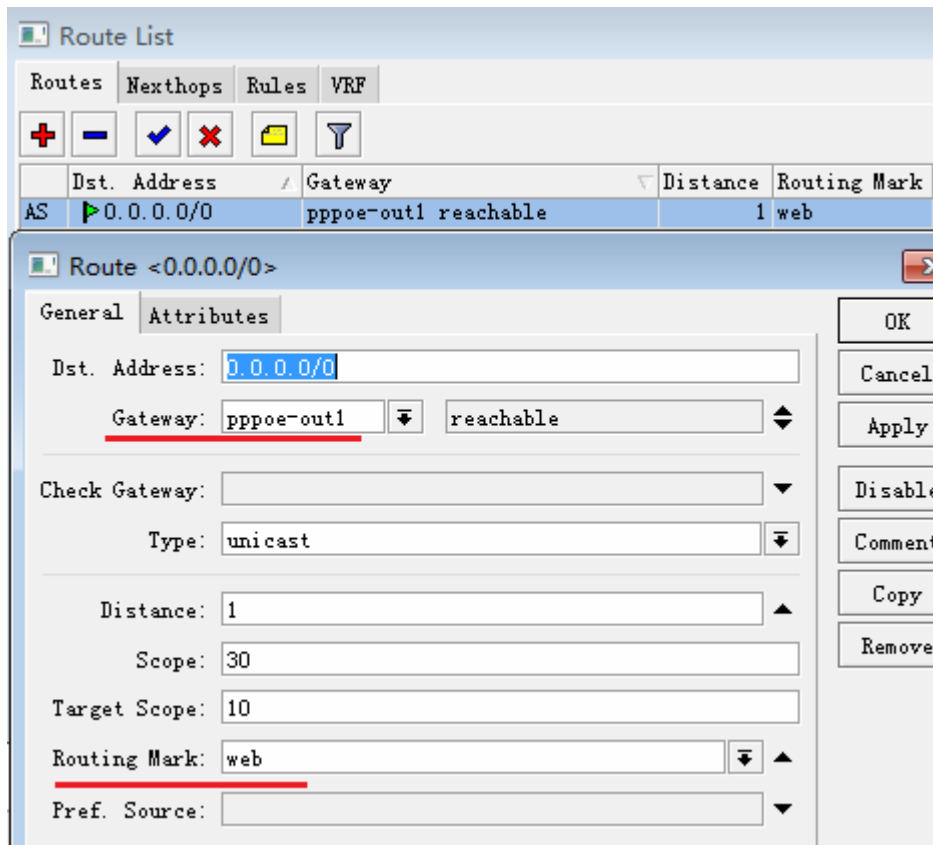 Route List
Routes Nexthops Rules VRF
Dst. Address Gateway Distance Routing Mark
AS 0.0.0.0/0 pppoe-out1 reachable 1 web
Route <0.0.0.0/0>
General Attributes
OK
Dst. Address: 0.0.0.0/0
Cancel
Gateway: pppoe-out1 reachable
Apply
Check Gateway:
Disable
Type: unicast
Comment
Distance: 1
Copy
Scope: 30
Remove
Target Scope: 10
Routing Mark: web
Pref. Source: